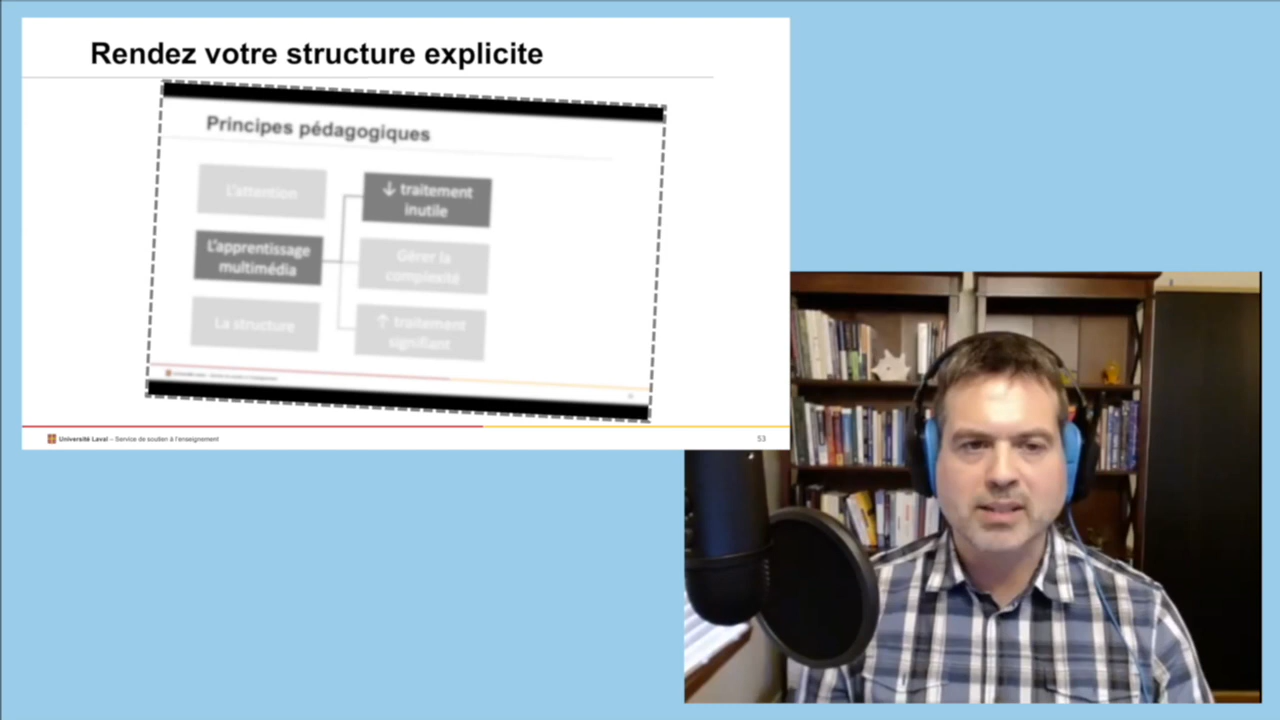 Rendez votre structure explicite
Principes pédagogiques
L'attention
↓ traitement
inutile
L'apprentissage
multimédia
Gérer la
complexité
La structure
↑ traitement
signifiant
Université Laval – Service de soutien à l'enseignement
53